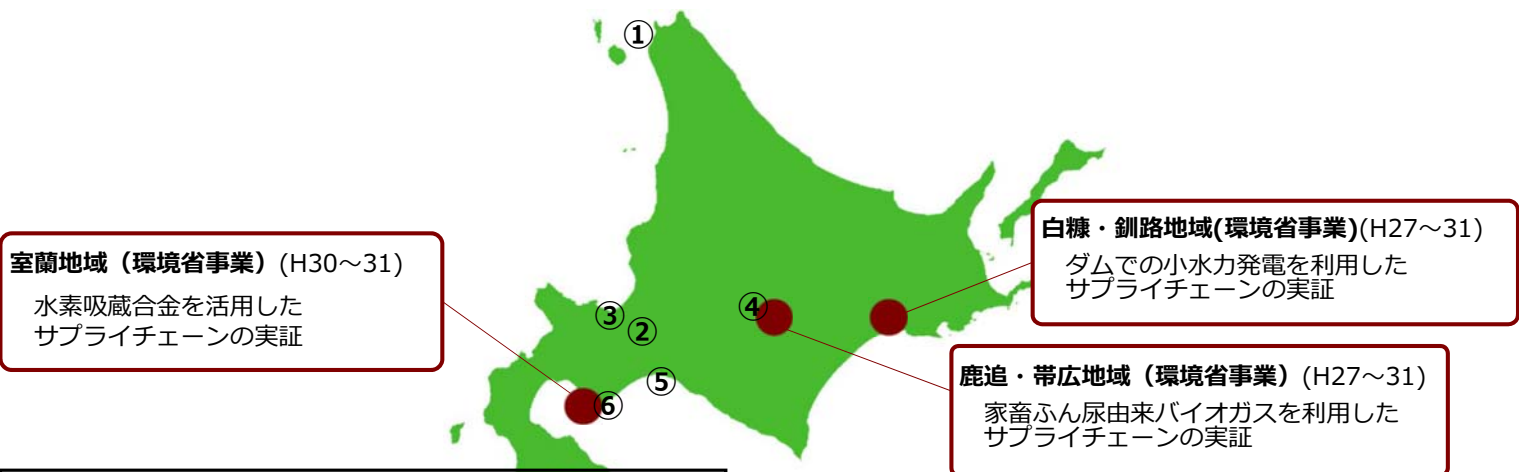 ①
白糠・釧路地域(環境省事業)(H27～31)
ダムでの小水力発電を利用した
サプライチェーンの実証
室蘭地域（環境省事業）(H30～31)
水素吸蔵合金を活用した
サプライチェーンの実証
③
②
④
⑤
⑥
鹿追・帯広地域（環境省事業）(H27～31)
家畜ふん尿由来バイオガスを利用した
サプライチェーンの実証